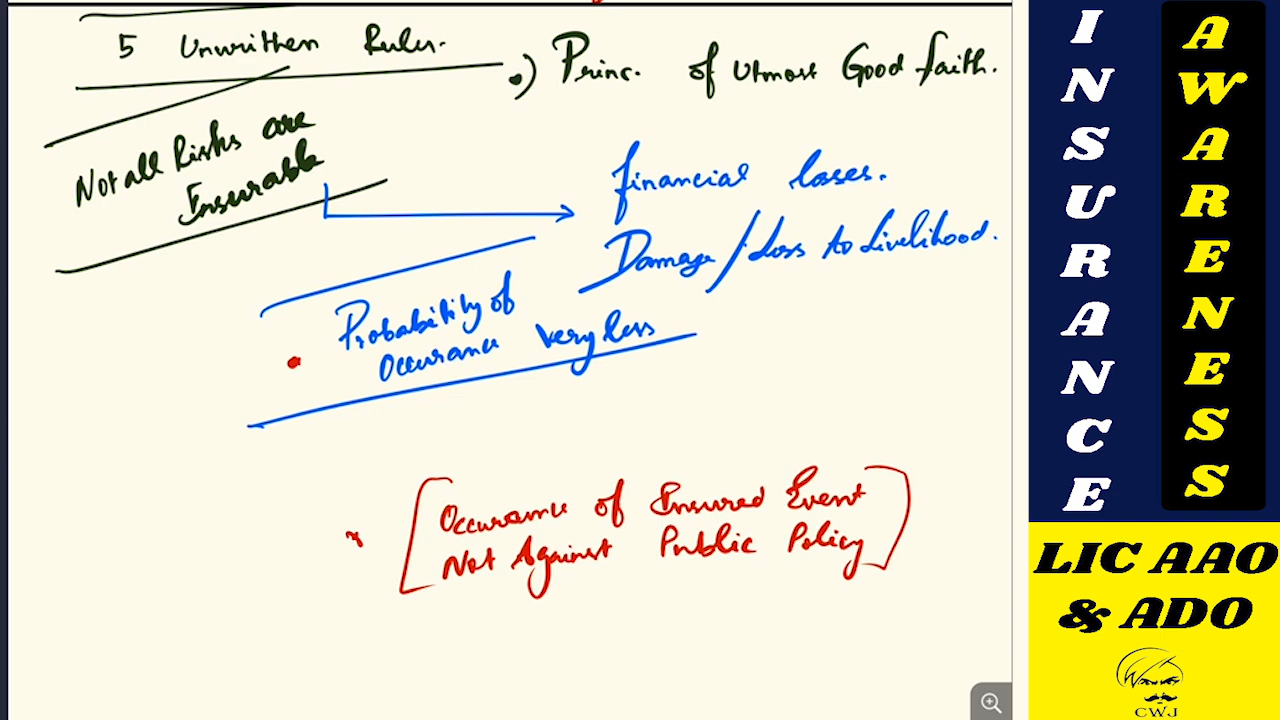 5 Unwritten Rules.
•) Princ. of Utmost Good faith.
Not all Risks are
Insurable
financial loses.
Damage/Loss to Livelihood.
Probability of
Occurance very less
Occurance of Insured Event
Not Against Public Policy
INSURANCE
AWARENESS
LIC AAO
& ADO
CWJ